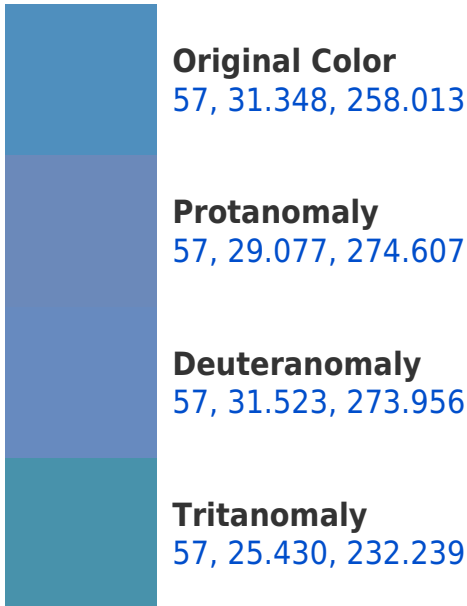 Original Color
57, 31.348, 258.013
Protanomaly
57, 29.077, 274.607
Deuteranomaly
57, 31.523, 273.956
Tritanomaly
57, 25.430, 232.239